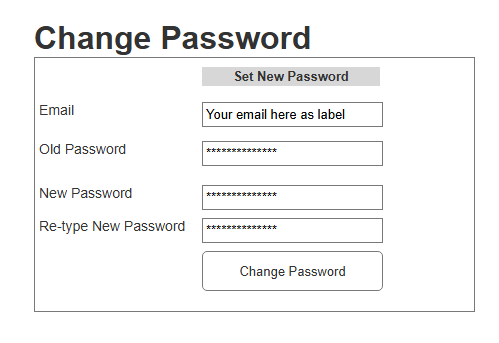 Change Password
Set New Password
Email
Your email here as label
Old Password
**************
New Password
**************
Re-type New Password
**************
Change Password